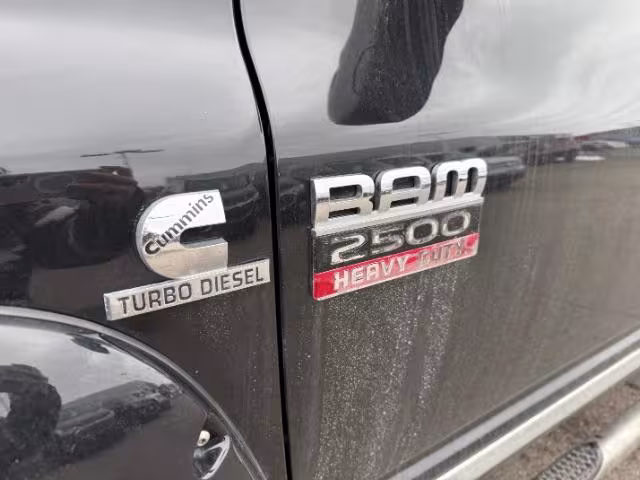 Cummins
TURBO DIESEL
RAM
2500
HEAVY DUTY